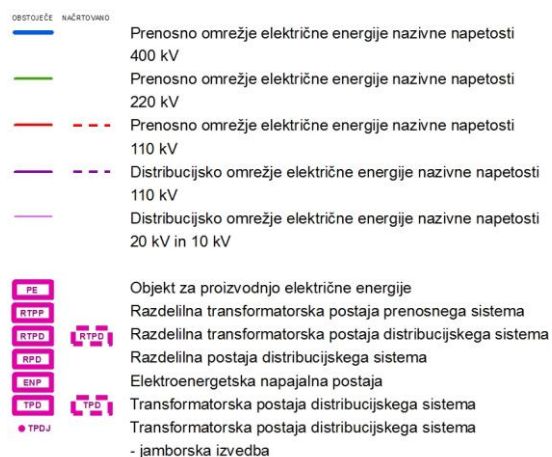 OBSTOJEČE NAČRTOVANO
Prenosno omrežje električne energije nazivne napetosti
400 kV
Prenosno omrežje električne energije nazivne napetosti
220 kV
Prenosno omrežje električne energije nazivne napetosti
110 kV
Distribucijsko omrežje električne energije nazivne napetosti
110 kV
Distribucijsko omrežje električne energije nazivne napetosti
20 kV in 10 kV
PE Objekt za proizvodnjo električne energije
RTPP Razdelilna transformatorska postaja prenosnega sistema
RTPD RTPD Razdelilna transformatorska postaja distribucijskega sistema
RPD Razdelilna postaja distribucijskega sistema
ENP Elektroenergetska napajalna postaja
TPD TPD Transformatorska postaja distribucijskega sistema
TPDJ Transformatorska postaja distribucijskega sistema
- jamborska izvedba